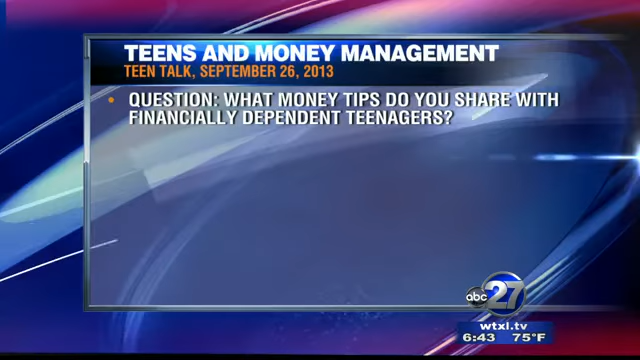 TEENS AND MONEY MANAGEMENT
TEEN TALK, SEPTEMBER 26, 2013
• QUESTION: WHAT MONEY TIPS DO YOU SHARE WITH
FINANCIALLY DEPENDENT TEENAGERS?
abc 27
wtxl.tv
6:43 75°F